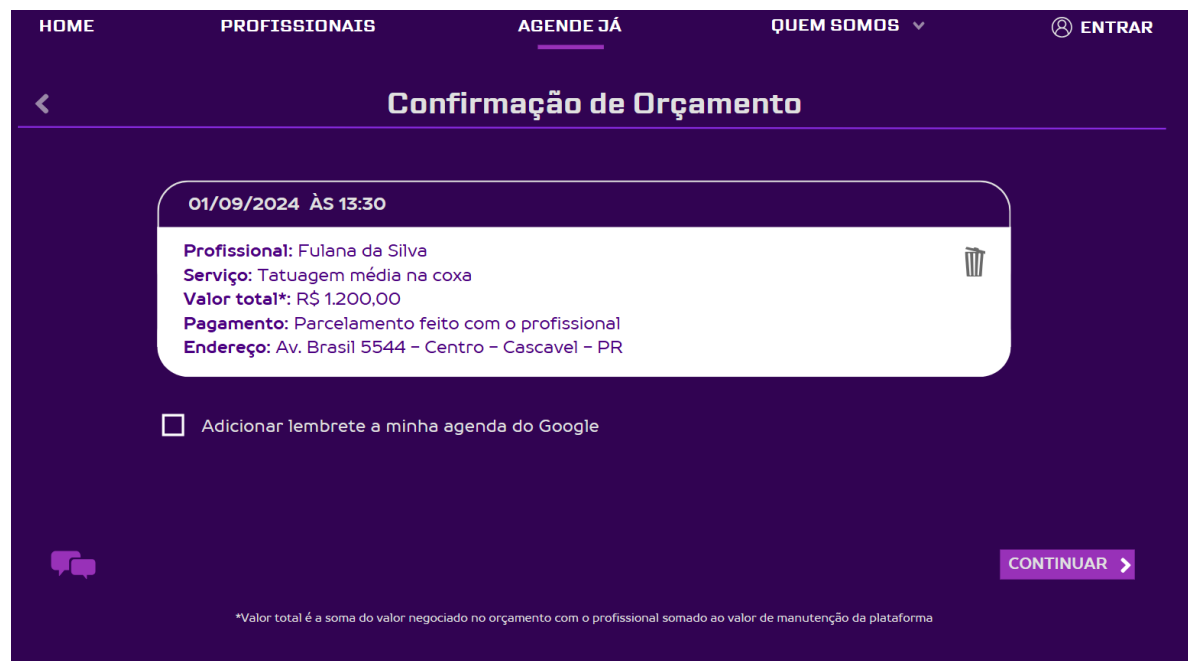 HOME PROFISSIONAIS AGENDE JÁ QUEM SOMOS ENTRAR
Confirmação de Orçamento
01/09/2024 ÀS 13:30
Profissional: Fulana da Silva
Serviço: Tatuagem média na coxa
Valor total*: R$ 1.200,00
Pagamento: Parcelamento feito com o profissional
Endereço: Av. Brasil 5544 – Centro – Cascavel – PR
Adicionar lembrete a minha agenda do Google
CONTINUAR
*Valor total é a soma do valor negociado no orçamento com o profissional somado ao valor de manutenção da plataforma